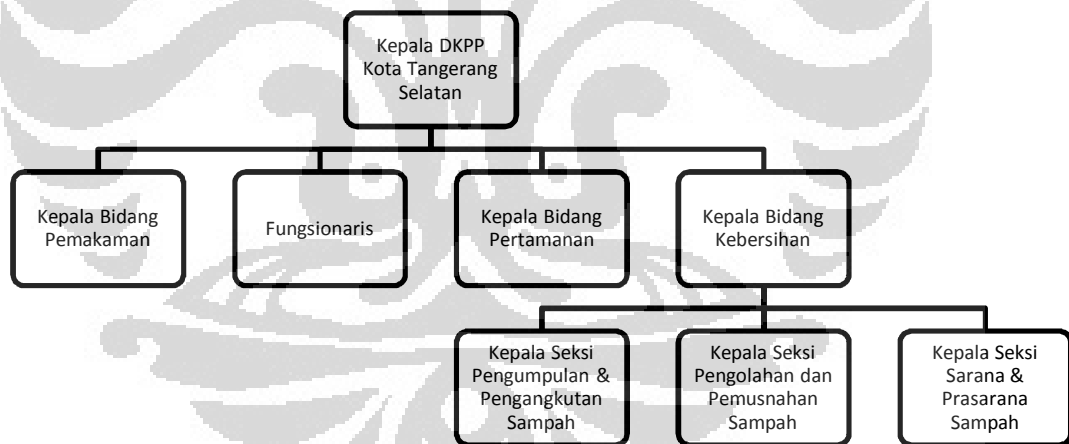 Kepala DKPP
Kota Tangerang
Selatan
Kepala Bidang
Pemakaman
Fungsionaris
Kepala Bidang
Pertamanan
Kepala Bidang
Kebersihan
Kepala Seksi
Pengumpulan &
Pengangkutan
Sampah
Kepala Seksi
Pengolahan dan
Pemusnahan
Sampah
Kepala Seksi
Sarana &
Prasarana
Sampah